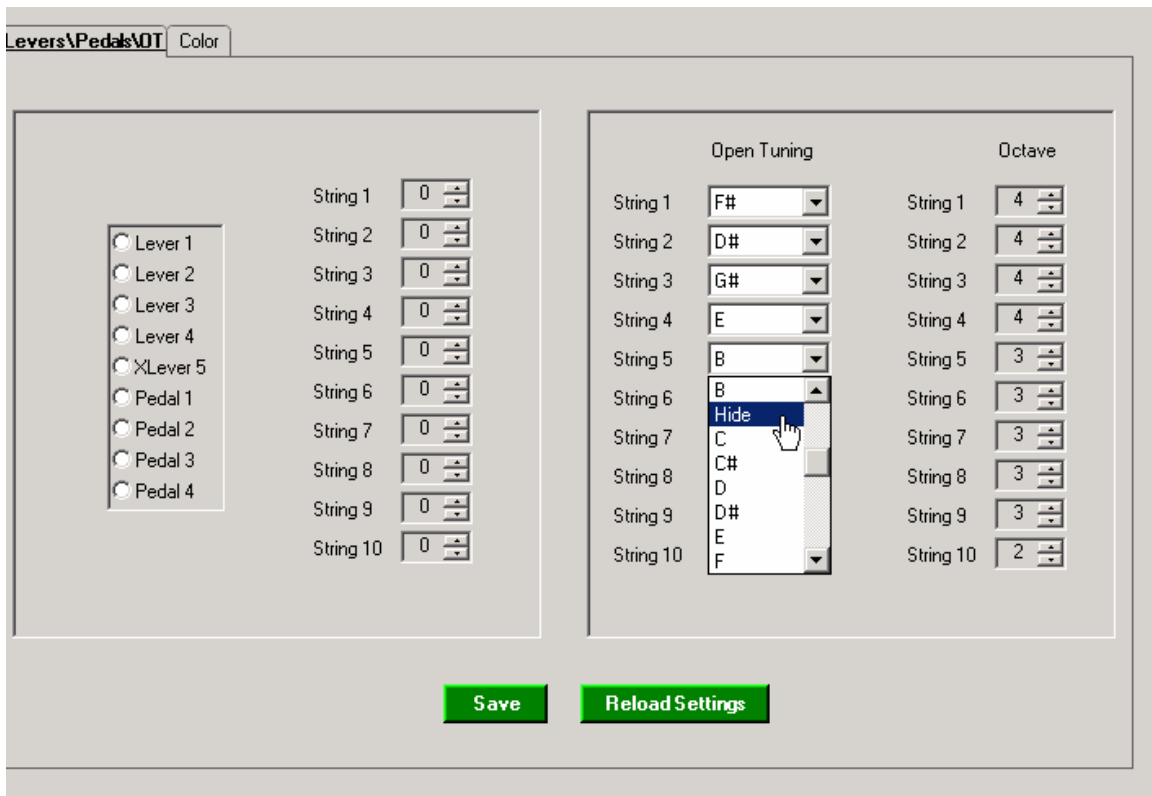 Levers\Pedals\OT Color
String 1 0
String 2 0
String 3 0
String 4 0
String 5 0
String 6 0
String 7 0
String 8 0
String 9 0
String 10 0
Lever 1
Lever 2
Lever 3
Lever 4
XLever 5
Pedal 1
Pedal 2
Pedal 3
Pedal 4
Open Tuning Octave
String 1 F# String 1 4
String 2 D# String 2 4
String 3 G# String 3 4
String 4 E String 4 4
String 5 B String 5 3
String 6 String 6 3
String 7 String 7 3
String 8 String 8 3
String 9 String 9 3
String 10 String 10 2
B
Hide
C
C#
D
D#
E
F
Save Reload Settings